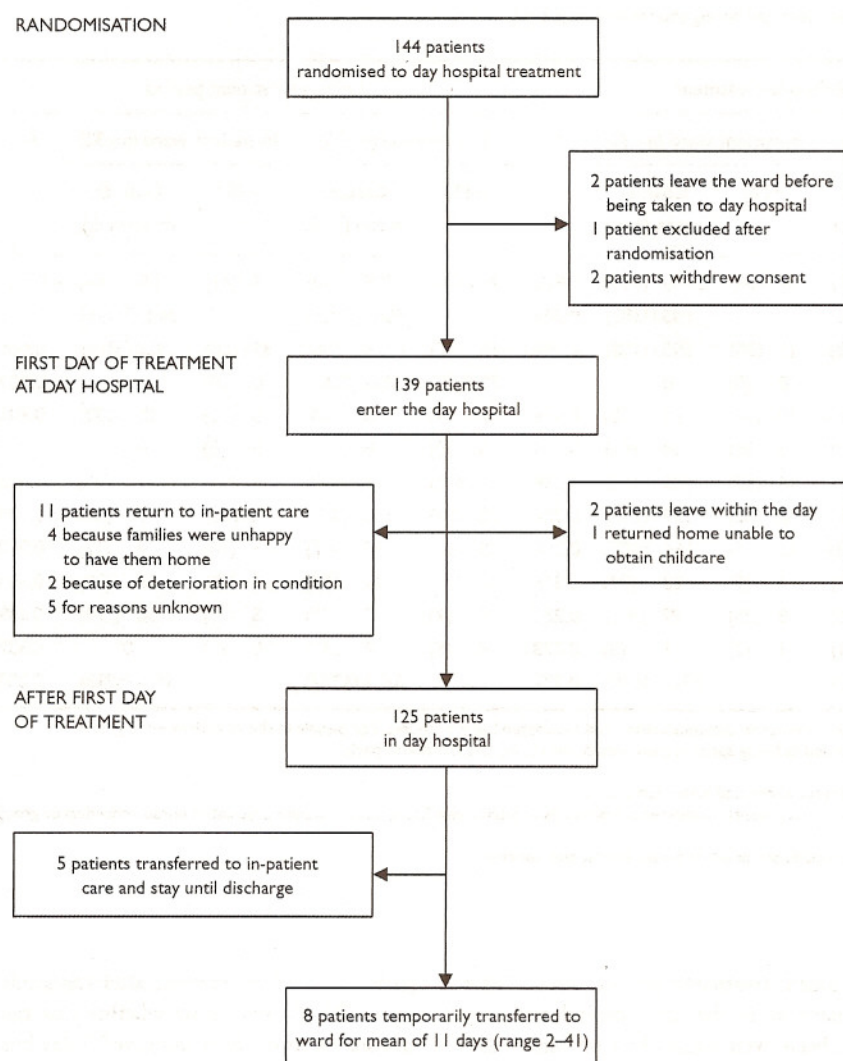 RANDOMISATION
144 patients
randomised to day hospital treatment
2 patients leave the ward before
being taken to day hospital
1 patient excluded after
randomisation
2 patients withdrew consent
FIRST DAY OF TREATMENT
AT DAY HOSPITAL
139 patients
enter the day hospital
11 patients return to in-patient care
4 because families were unhappy
to have them home
2 because of deterioration in condition
5 for reasons unknown
2 patients leave within the day
1 returned home unable to
obtain childcare
AFTER FIRST DAY
OF TREATMENT
125 patients
in day hospital
5 patients transferred to in-patient
care and stay until discharge
8 patients temporarily transferred to
ward for mean of 11 days (range 2–41)